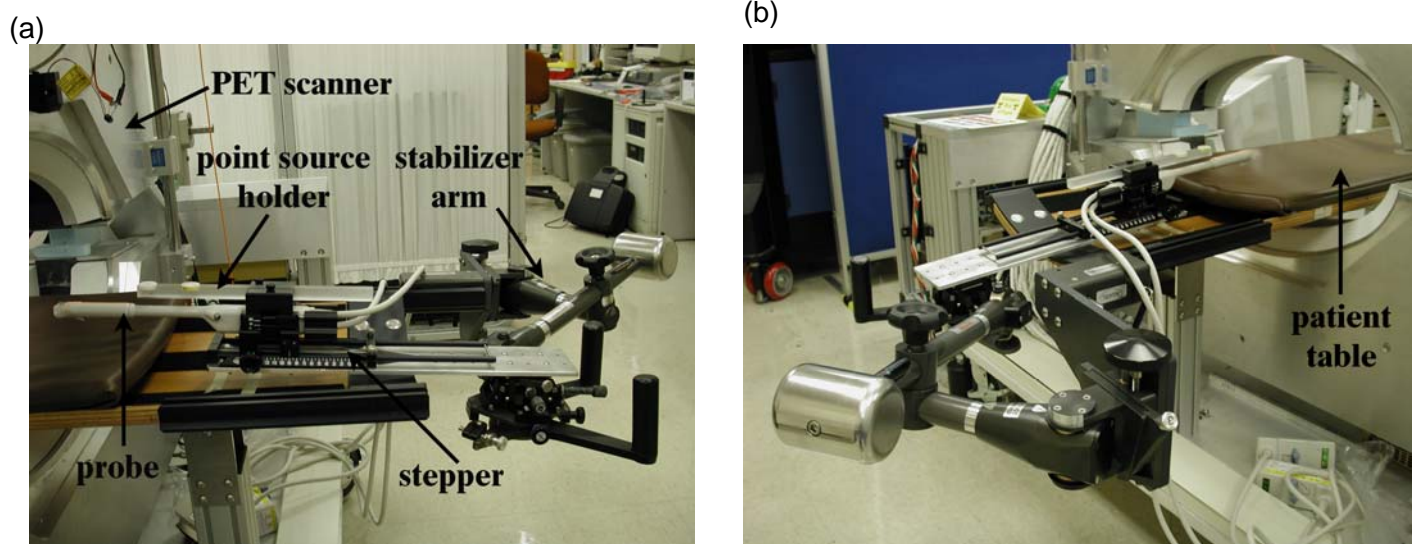 (a)
PET scanner
point source
holder
stabilizer
arm
probe
stepper
(b)
patient
table